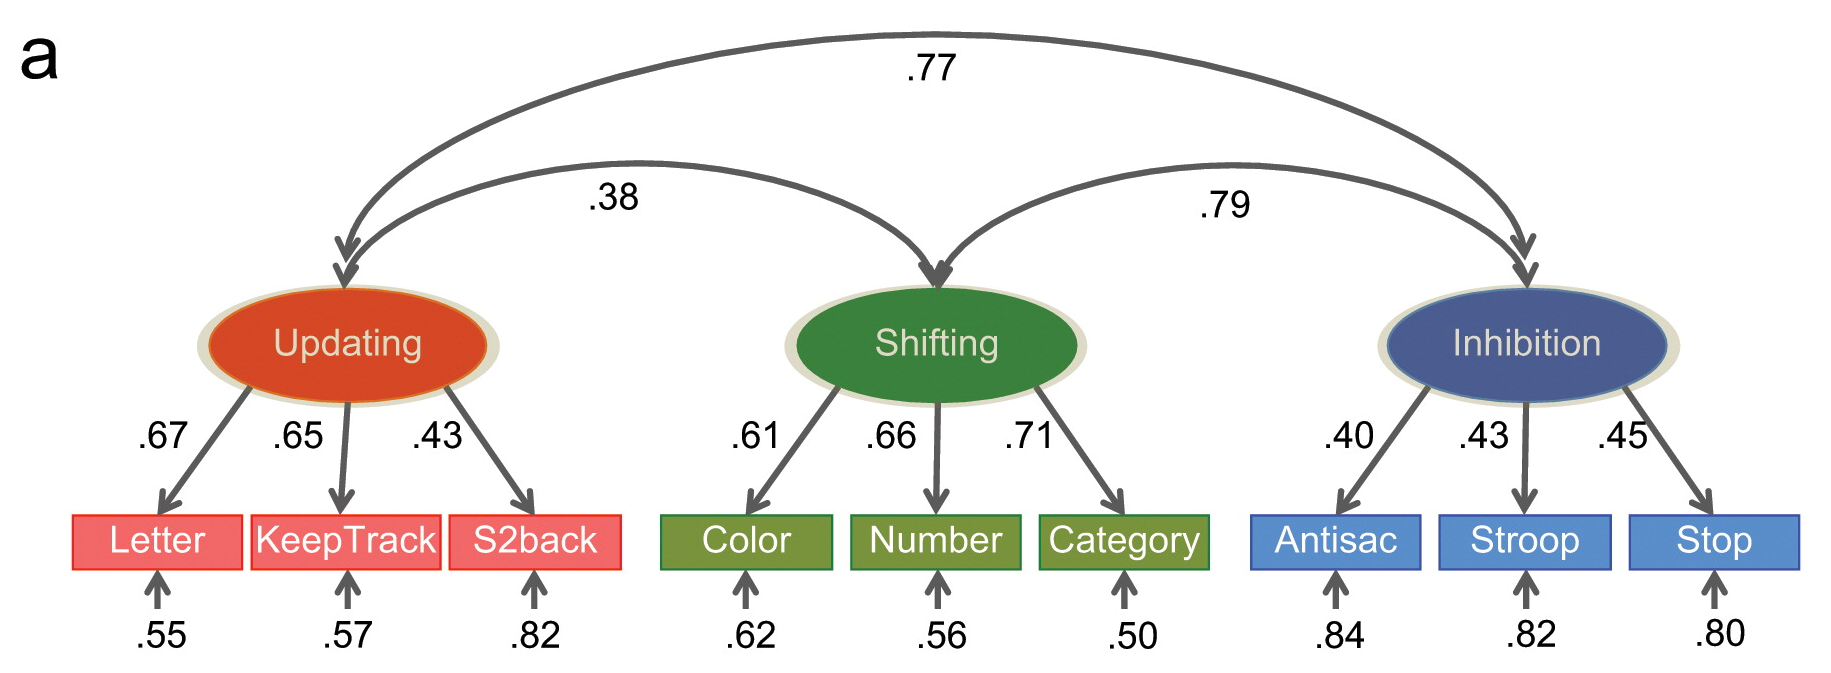 a
.77
.38
.79
Updating
Shifting
Inhibition
.67 .65 .43 .61 .66 .71 .40 .43 .45
Letter KeepTrack S2back Color Number Category Antisac Stroop Stop
.55 .57 .82 .62 .56 .50 .84 .82 .80